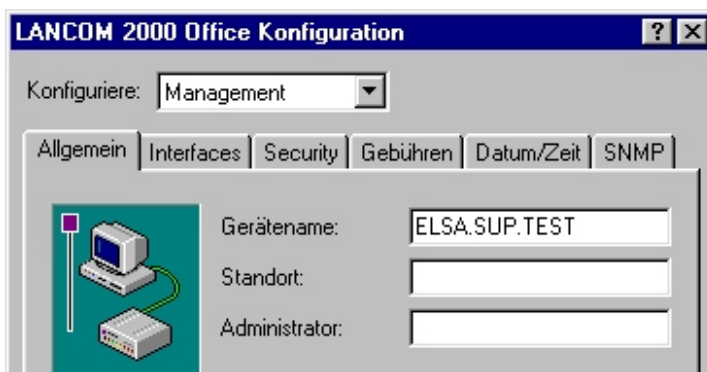 LANCOM 2000 Office Konfiguration
Konfiguriere: Management
Allgemein Interfaces Security Gebühren Datum/Zeit SNMP
Gerätename: ELSA.SUP.TEST
Standort:
Administrator: